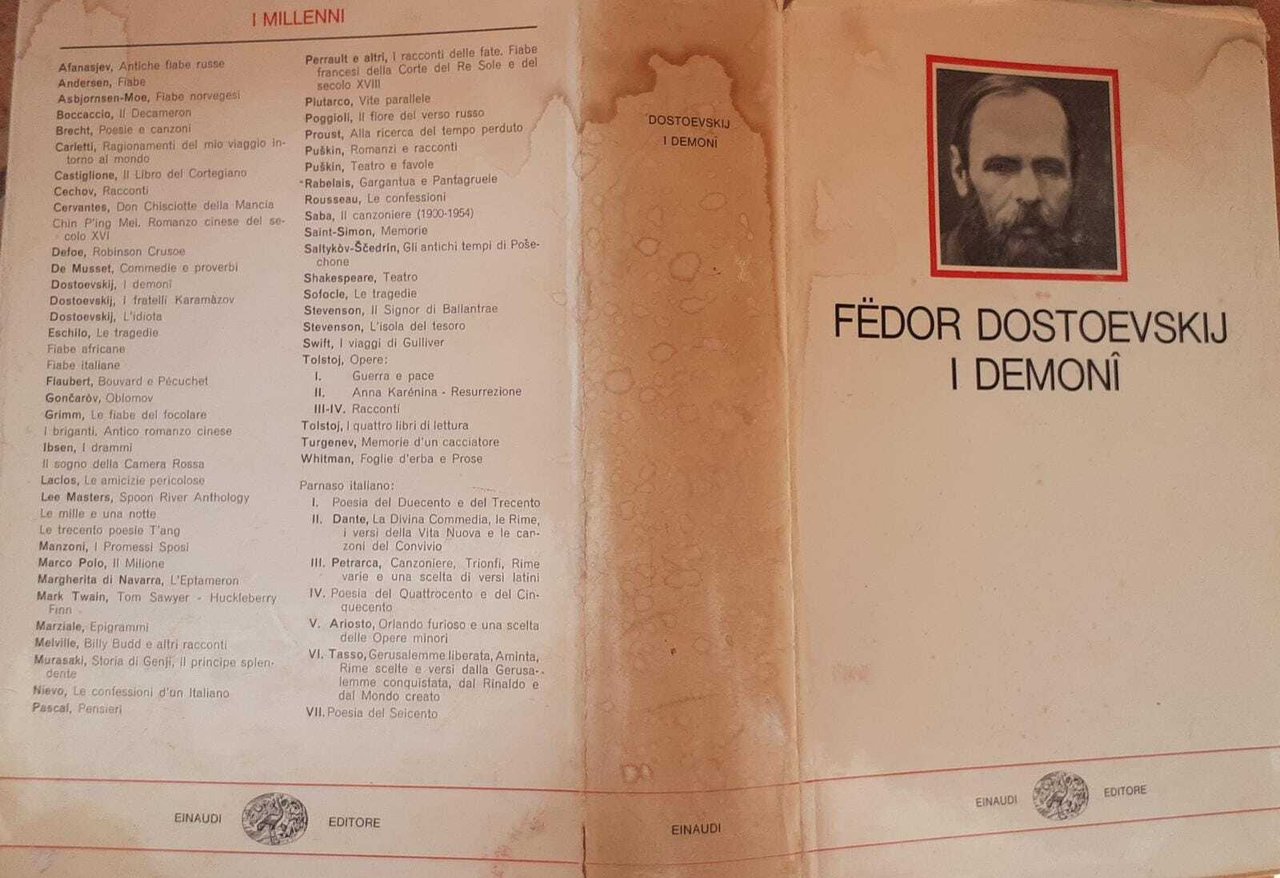 I MILLENNI
Afanasjev, Antiche fiabe russe
Andersen, Fiabe
Asbjornsen-Moe, Fiabe norvegesi
Boccaccio, Il Decameron
Brecht, Poesie e canzoni
Carletti, Ragionamenti del mio viaggio in-
torno al mondo
Castiglione, Il Libro del Cortegiano
Cechov, Racconti
Cervantes, Don Chisciotte della Mancia
Chin P'ing Mei. Romanzo cinese del se-
colo XVI
Defoe, Robinson Crusoe
De Musset, Commedie e proverbi
Dostoevskij, I demonî
Dostoevskij, I fratelli Karamàzov
Dostoevskij, L'idiota
Eschilo, Le tragedie
Fiabe africane
Fiabe italiane
Flaubert, Bouvard e Pécuchet
Gončaròv, Oblomov
Grimm, Le fiabe del focolare
I briganti. Antico romanzo cinese
Ibsen, I drammi
Il sogno della Camera Rossa
Laclos, Le amicizie pericolose
Lee Masters, Spoon River Anthology
Le mille e una notte
Le trecento poesie T'ang
Manzoni, I Promessi Sposi
Marco Polo, Il Milione
Margherita di Navarra, L'Eptameron
Mark Twain, Tom Sawyer - Huckleberry
Finn
Marziale, Epigrammi
Melville, Billy Budd e altri racconti
Murasaki, Storia di Genji, il principe splen-
dente
Nievo, Le confessioni d'un Italiano
Pascal, Pensieri
Perrault e altri, I racconti delle fate. Fiabe
francesi della Corte del Re Sole e del
secolo XVIII
Plutarco, Vite parallele
Poggioli, Il fiore del verso russo
Proust, Alla ricerca del tempo perduto
Puškin, Romanzi e racconti
Puškin, Teatro e favole
Rabelais, Gargantua e Pantagruele
Rousseau, Le confessioni
Saba, Il canzoniere (1900-1954)
Saint-Simon, Memorie
Saltykòv-Ščedrin, Gli antichi tempi di Poše-
chone
Shakespeare, Teatro
Sofocle, Le tragedie
Stevenson, Il Signor di Ballantrae
Stevenson, L'isola del tesoro
Swift, I viaggi di Gulliver
Tolstoj, Opere:
I. Guerra e pace
II. Anna Karénina - Resurrezione
III-IV. Racconti
Tolstoj, I quattro libri di lettura
Turgenev, Memorie d'un cacciatore
Whitman, Foglie d'erba e Prose
Parnaso italiano:
I. Poesia del Duecento e del Trecento
II. Dante, La Divina Commedia, le Rime,
i versi della Vita Nuova e le can-
zoni del Convivio
III. Petrarca, Canzoniere, Trionfi, Rime
varie e una scelta di versi latini
IV. Poesia del Quattrocento e del Cin-
quecento
V. Ariosto, Orlando furioso e una scelta
delle Opere minori
VI. Tasso, Gerusalemme liberata, Aminta,
Rime scelte e versi dalla Gerusa-
lemme conquistata, dal Rinaldo e
dal Mondo creato
VII. Poesia del Seicento
EINAUDI EDITORE
DOSTOEVSKIJ
I DEMONÎ
EINAUDI
FËDOR DOSTOEVSKIJ
I DEMONÎ
EINAUDI EDITORE